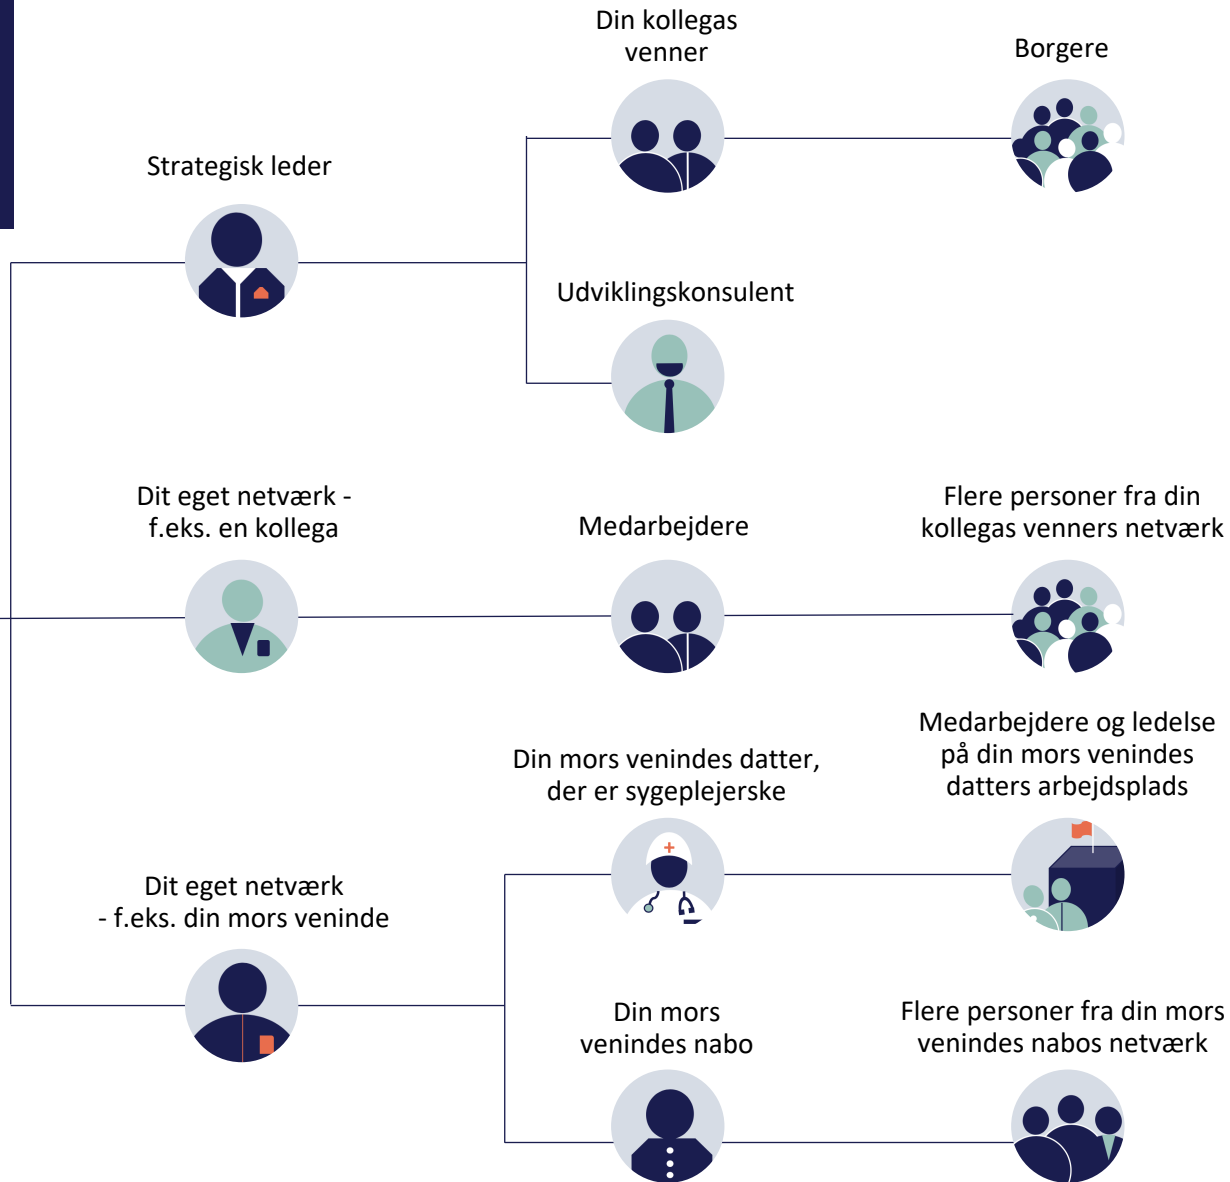 Din kollegas
venner
Borgere
Strategisk leder
Udviklingskonsulent
Dit eget netværk -
f.eks. en kollega
Medarbejdere
Flere personer fra din
kollegas venners netværk
Din mors venindes datter,
der er sygeplejerske
Medarbejdere og ledelse
på din mors venindes
datters arbejdsplads
Dit eget netværk
- f.eks. din mors veninde
Din mors
venindes nabo
Flere personer fra din mors
venindes nabos netværk